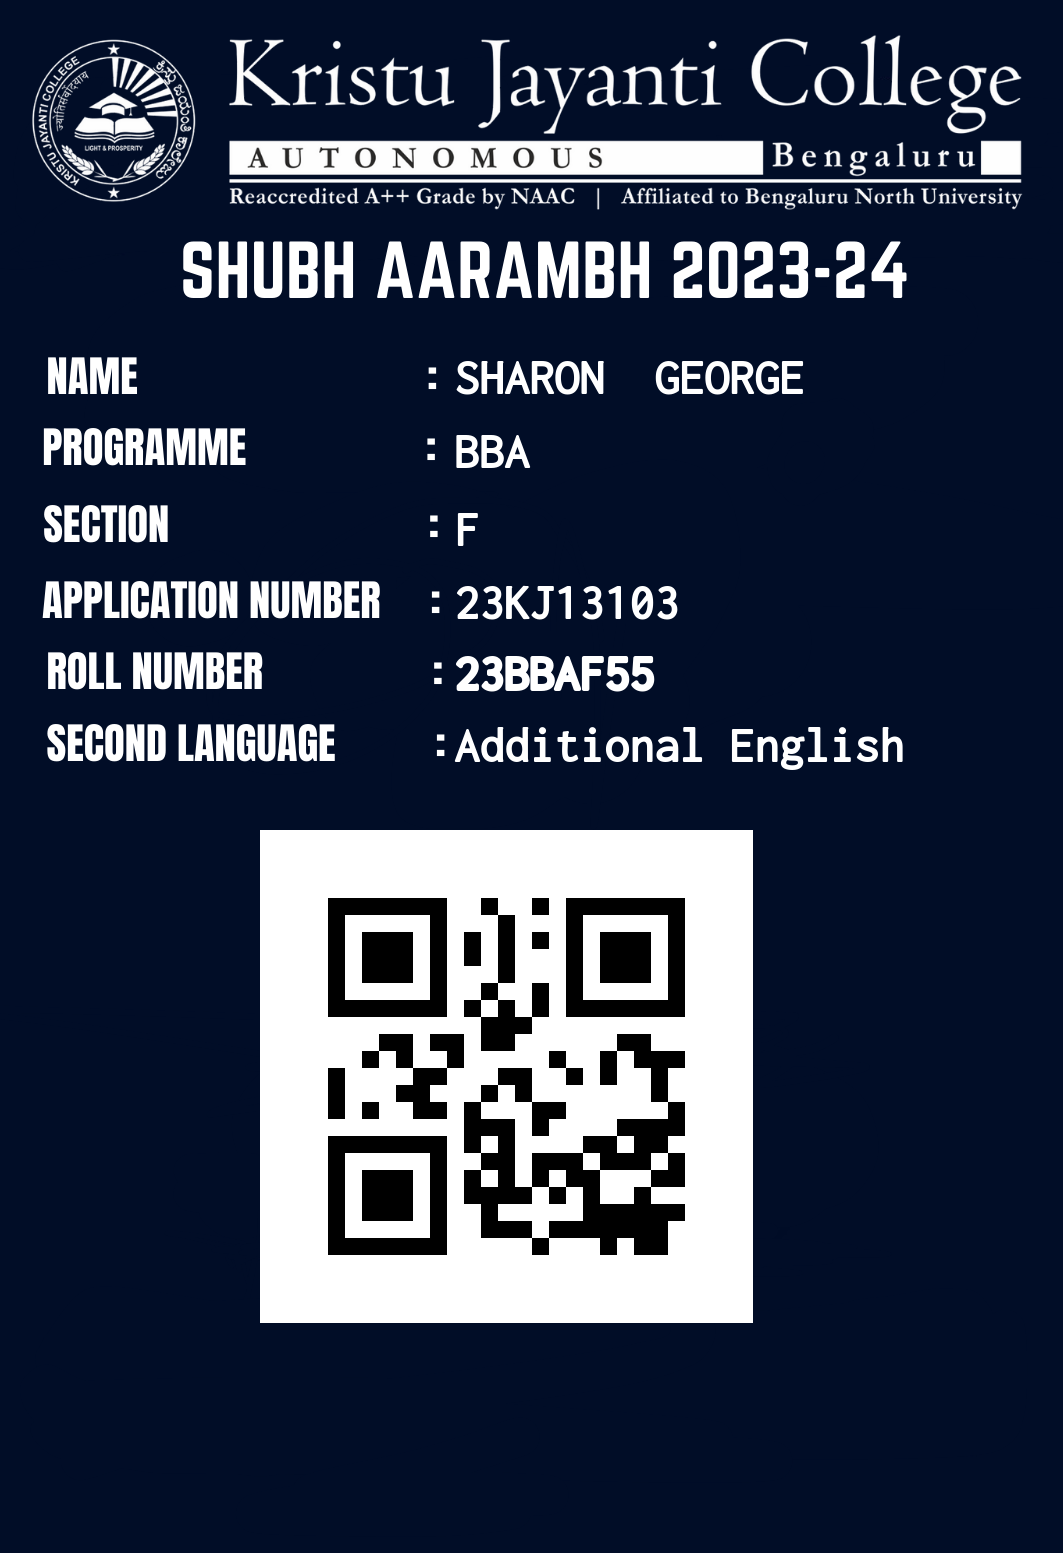 Kristu Jayanti College
AUTONOMOUS Bengaluru
Reaccredited A++ Grade by NAAC | Affiliated to Bengaluru North University
KRISTU JAYANTI COLLEGE
LIGHT & PROSPERITY
SHUBH AARAMBH 2023-24
NAME : SHARON GEORGE
PROGRAMME : BBA
SECTION : F
APPLICATION NUMBER : 23KJ13103
ROLL NUMBER : 23BBAF55
SECOND LANGUAGE : Additional English